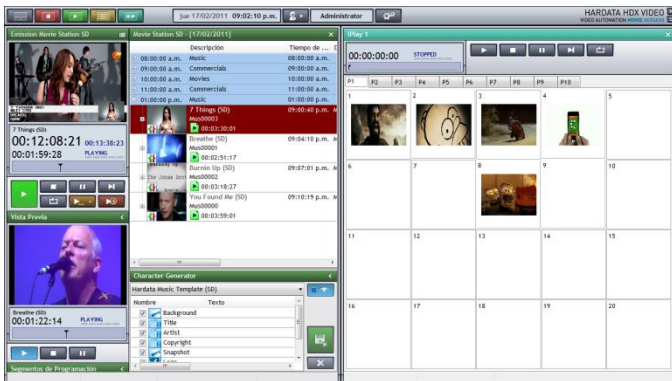 jue 17/02/2011 09:02:10 p.m.
Administrator
HARDATA HDX VIDEO
VIDEO AUTOMATION
Emission Movie Station SD
7 Things (SD)
00:12:08:21 00:13:38:23
00:01:59:28 PLAYING
Vista Previa
Breathe (SD)
00:01:22:14 PLAYING
Segmentos de Programación
Movie Station SD - [17/02/2011]
Descripción Tiempo de ...
08:00:00 a.m. Music 08:00:00 a.m.
09:00:00 a.m. Commercials 09:00:00 a.m.
10:00:00 a.m. Movies 10:00:00 a.m.
11:00:00 a.m. Commercials 11:00:00 a.m.
01:00:00 p.m. Music 01:00:00 p.m.
7 Things (SD) 09:00:40 p.m.
Mus00003
00:03:30:01
Breathe (SD) 09:04:10 p.m.
Mus00001
00:02:51:17
Burnin Up (SD) 09:07:01 p.m.
Mus00002
00:03:18:27
You Found Me (SD) 09:10:19 p.m.
Mus00000
00:03:59:01
Character Generator
Hardata Music Template (SD)
Nombre Texto
Background
Title
Artist
Copyright
Snapshot
iPlay 1
00:00:00:00 STOPPED
P1 P2 P3 P4 P5 P6 P7 P8 P9 P10
1 2 3 4 5
6 7 8 9 10
11 12 13 14 15
16 17 18 19 20